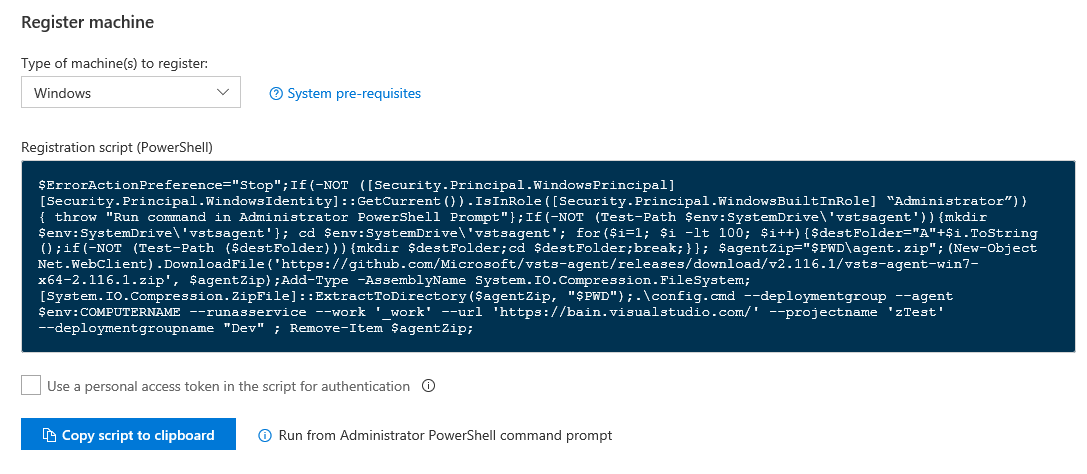 Register machine
Type of machine(s) to register:
Windows
System pre-requisites
Registration script (PowerShell)
$ErrorActionPreference="Stop";If(-NOT ([Security.Principal.WindowsPrincipal]
[Security.Principal.WindowsIdentity]::GetCurrent()).IsInRole([Security.Principal.WindowsBuiltInRole] “Administrator”))
{ throw "Run command in Administrator PowerShell Prompt"};If(-NOT (Test-Path $env:SystemDrive\'vstsagent')){mkdir
$env:SystemDrive\'vstsagent'}; cd $env:SystemDrive\'vstsagent'; for($i=1; $i -lt 100; $i++){$destFolder="A"+$i.ToString
();if(-NOT (Test-Path ($destFolder))){mkdir $destFolder;cd $destFolder;break;}}; $agentZip="$PWD\agent.zip";(New-Object
Net.WebClient).DownloadFile('https://github.com/Microsoft/vsts-agent/releases/download/v2.116.1/vsts-agent-win7-
x64-2.116.1.zip', $agentZip);Add-Type -AssemblyName System.IO.Compression.FileSystem;
[System.IO.Compression.ZipFile]::ExtractToDirectory($agentZip, "$PWD");.\config.cmd --deploymentgroup --agent
$env:COMPUTERNAME --runasservice --work '_work' --url 'https://bain.visualstudio.com/' --projectname 'zTest'
--deploymentgroupname "Dev" ; Remove-Item $agentZip;
Use a personal access token in the script for authentication
Copy script to clipboard
Run from Administrator PowerShell command prompt